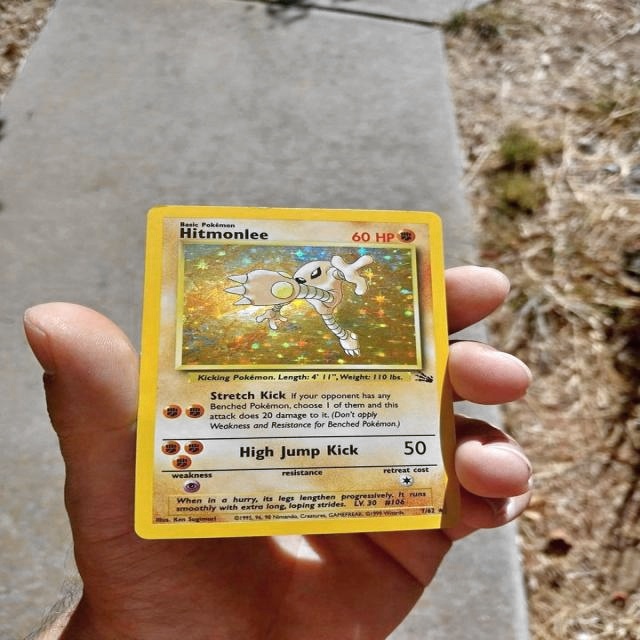 Basic Pokémon
Hitmonlee
60 HP
Kicking Pokémon. Length: 4' 11", Weight: 110 lbs.
Stretch Kick If your opponent has any
Benched Pokémon, choose 1 of them and this
attack does 20 damage to it. (Don't apply
Weakness and Resistance for Benched Pokémon.)
High Jump Kick 50
weakness resistance retreat cost
When in a hurry, its legs lengthen progressively. It runs
smoothly with extra long, loping strides. LV. 30 #106
Illus. Ken Sugimori ©1995, 96, 98 Nintendo, Creatures, GAMEFREAK. ©1999 Wizards. 7/62